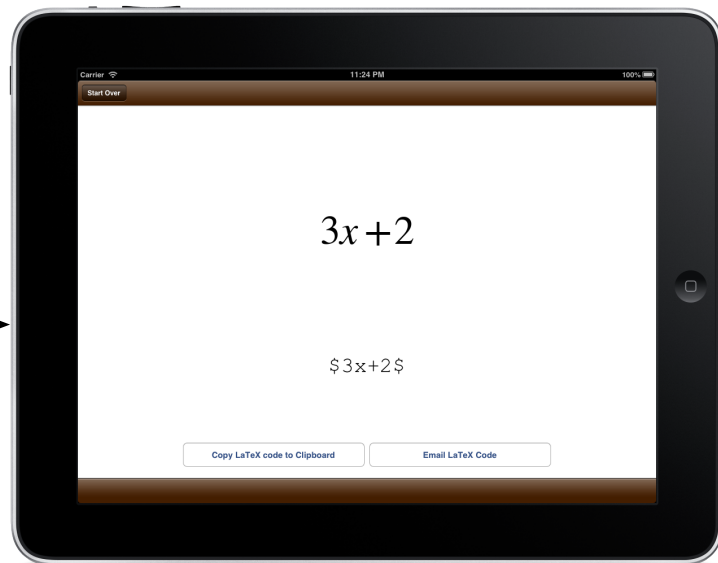 Carrier 11:24 PM 100%
Start Over
3x+2
$3x+2$
Copy LaTeX code to Clipboard Email LaTeX Code